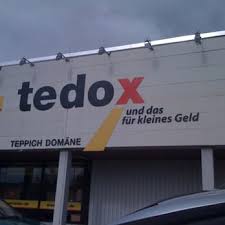 tedox
und das
für kleines Geld
TEPPICH DOMÄNE